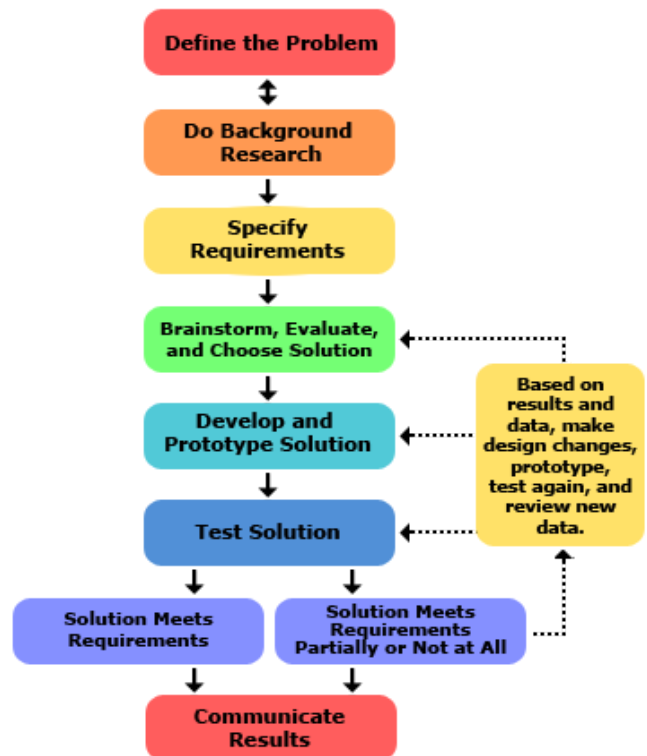 Define the Problem
Do Background
Research
Specify
Requirements
Brainstorm, Evaluate,
and Choose Solution
Develop and
Prototype Solution
Test Solution
Based on
results and
data, make
design changes,
prototype,
test again, and
review new
data.
Solution Meets
Requirements
Solution Meets
Requirements
Partially or Not at All
Communicate
Results